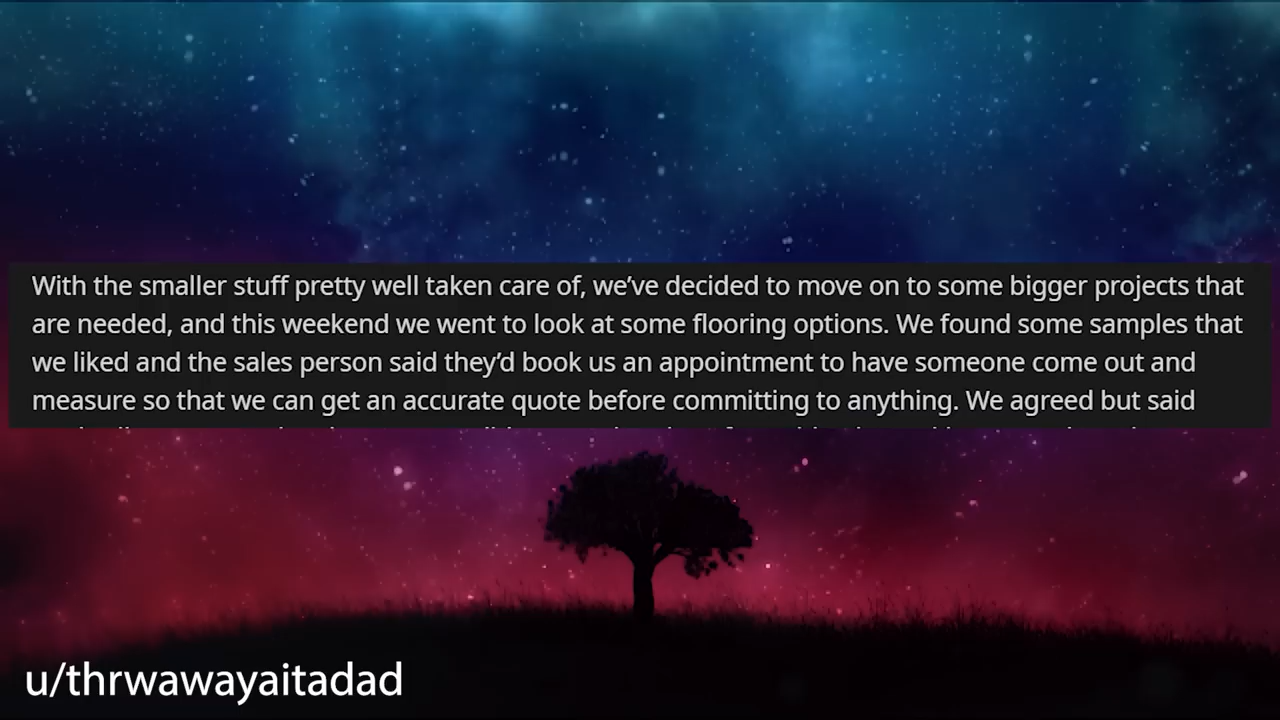 With the smaller stuff pretty well taken care of, we’ve decided to move on to some bigger projects that
are needed, and this weekend we went to look at some flooring options. We found some samples that
we liked and the sales person said they’d book us an appointment to have someone come out and
measure so that we can get an accurate quote before committing to anything. We agreed but said
u/thrwawayaitadad